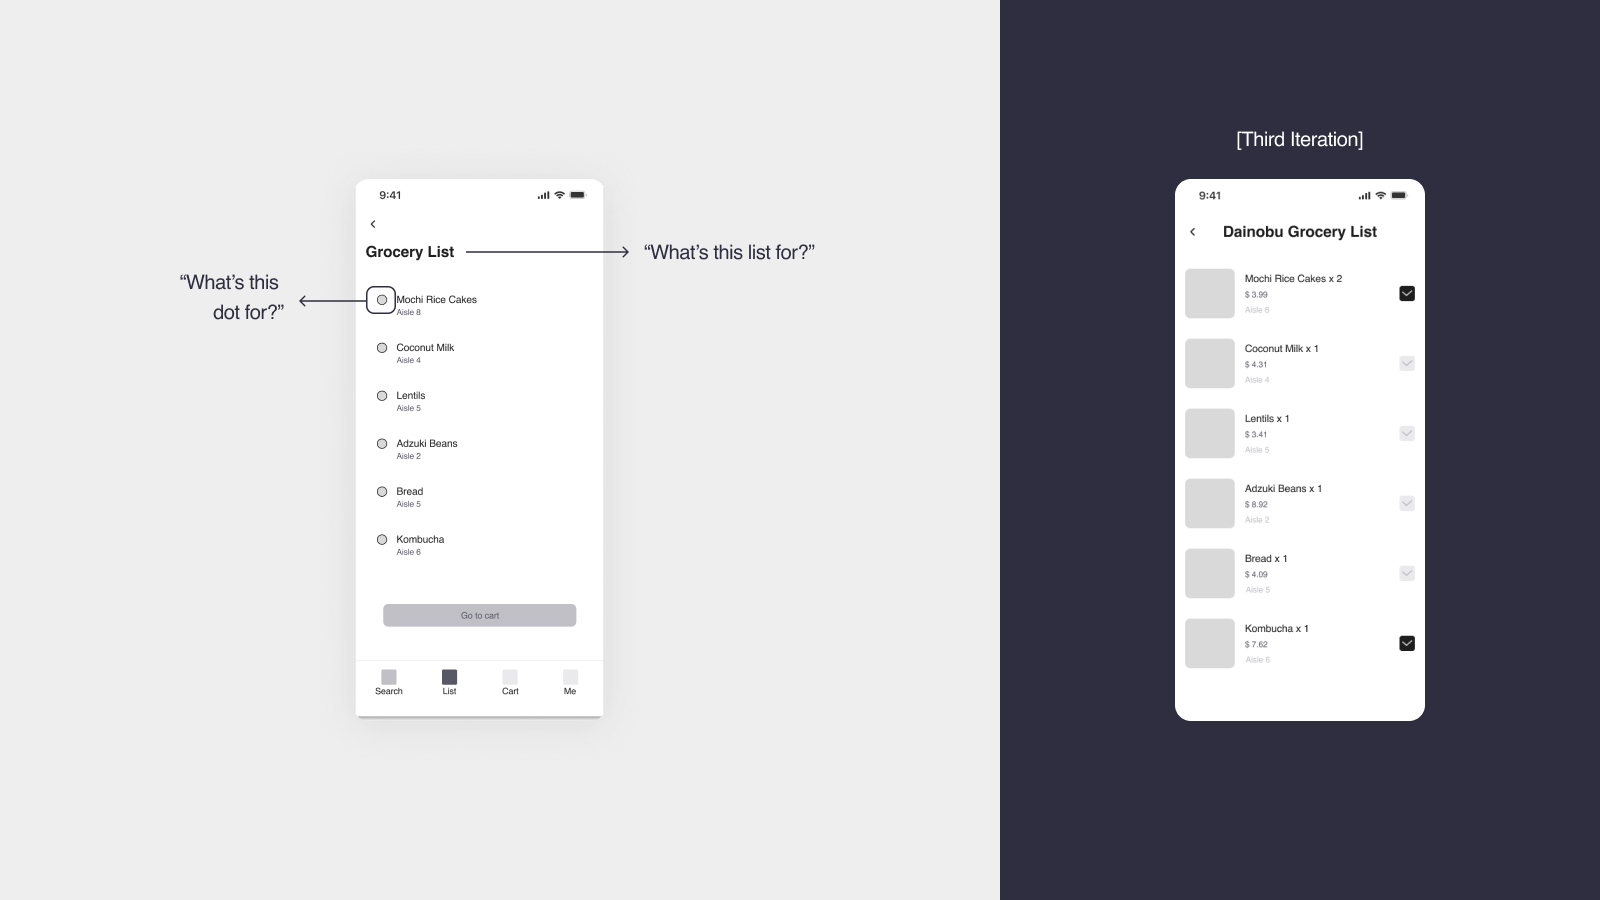 9:41
Grocery List
“What’s this list for?”
“What’s this
dot for?”
Mochi Rice Cakes
Aisle 8
Coconut Milk
Aisle 4
Lentils
Aisle 5
Adzuki Beans
Aisle 2
Bread
Aisle 5
Kombucha
Aisle 6
Go to cart
Search
List
Cart
Me
[Third Iteration]
9:41
Dainobu Grocery List
Mochi Rice Cakes x 2
$ 3.99
Aisle 8
Coconut Milk x 1
$ 4.31
Aisle 4
Lentils x 1
$ 3.41
Aisle 5
Adzuki Beans x 1
$ 8.92
Aisle 2
Bread x 1
$ 4.09
Aisle 5
Kombucha x 1
$ 7.62
Aisle 6